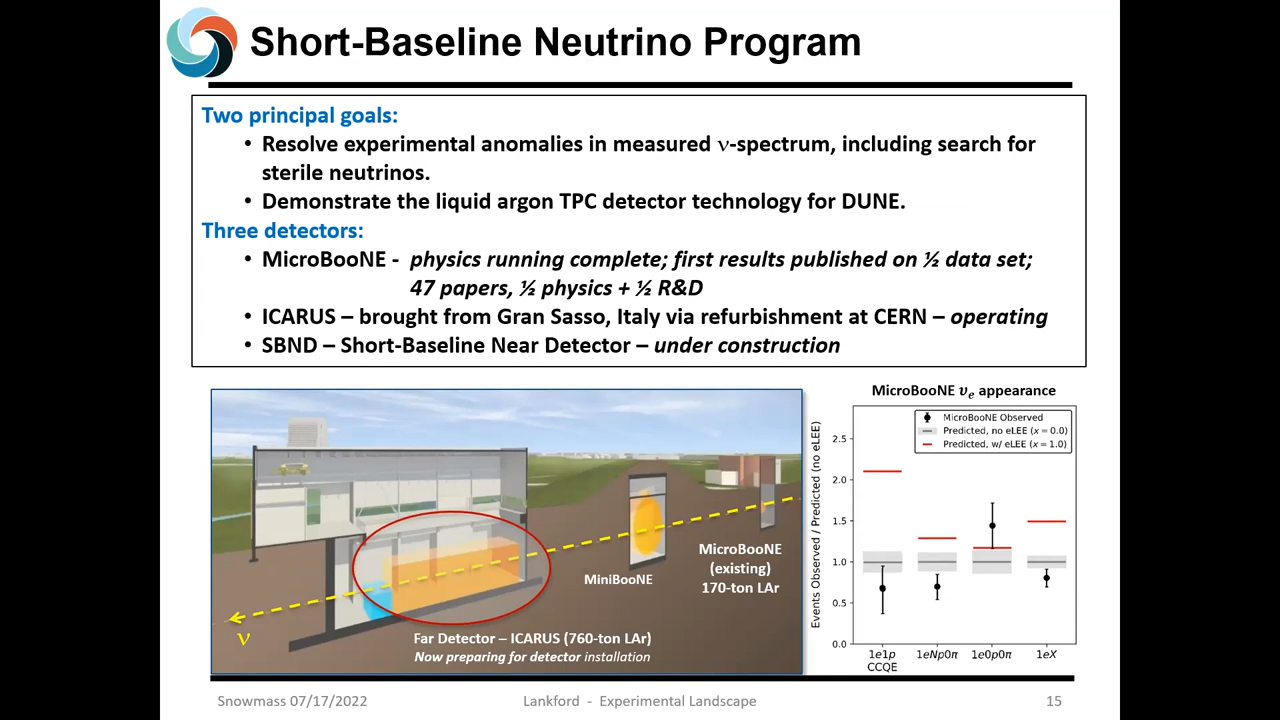 Short-Baseline Neutrino Program
Two principal goals:
• Resolve experimental anomalies in measured ν-spectrum, including search for
sterile neutrinos.
• Demonstrate the liquid argon TPC detector technology for DUNE.
Three detectors:
• MicroBooNE - physics running complete; first results published on ½ data set;
47 papers, ½ physics + ½ R&D
• ICARUS – brought from Gran Sasso, Italy via refurbishment at CERN – operating
• SBND – Short-Baseline Near Detector – under construction
MiniBooNE
MicroBooNE
(existing)
170-ton LAr
ν
Far Detector – ICARUS (760-ton LAr)
Now preparing for detector installation
MicroBooNE υₑ appearance
MicroBooNE Observed
Predicted, no eLEE (x = 0.0)
Predicted, w/ eLEE (x = 1.0)
Events Observed / Predicted (no eLEE)
2.5
2.0
1.5
1.0
0.5
0.0
1e1p 1eNp0π 1e0p0π 1eX
CCQE
Snowmass 07/17/2022 Lankford - Experimental Landscape 15